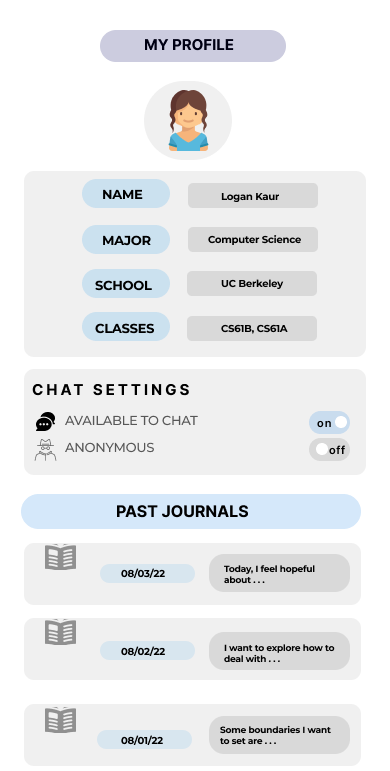 MY PROFILE
NAME
Logan Kaur
MAJOR
Computer Science
SCHOOL
UC Berkeley
CLASSES
CS61B, CS61A
CHAT SETTINGS
AVAILABLE TO CHAT
on
ANONYMOUS
off
PAST JOURNALS
08/03/22
Today, I feel hopeful
about . . .
08/02/22
I want to explore how to
deal with . . .
08/01/22
Some boundaries I want
to set are . . .